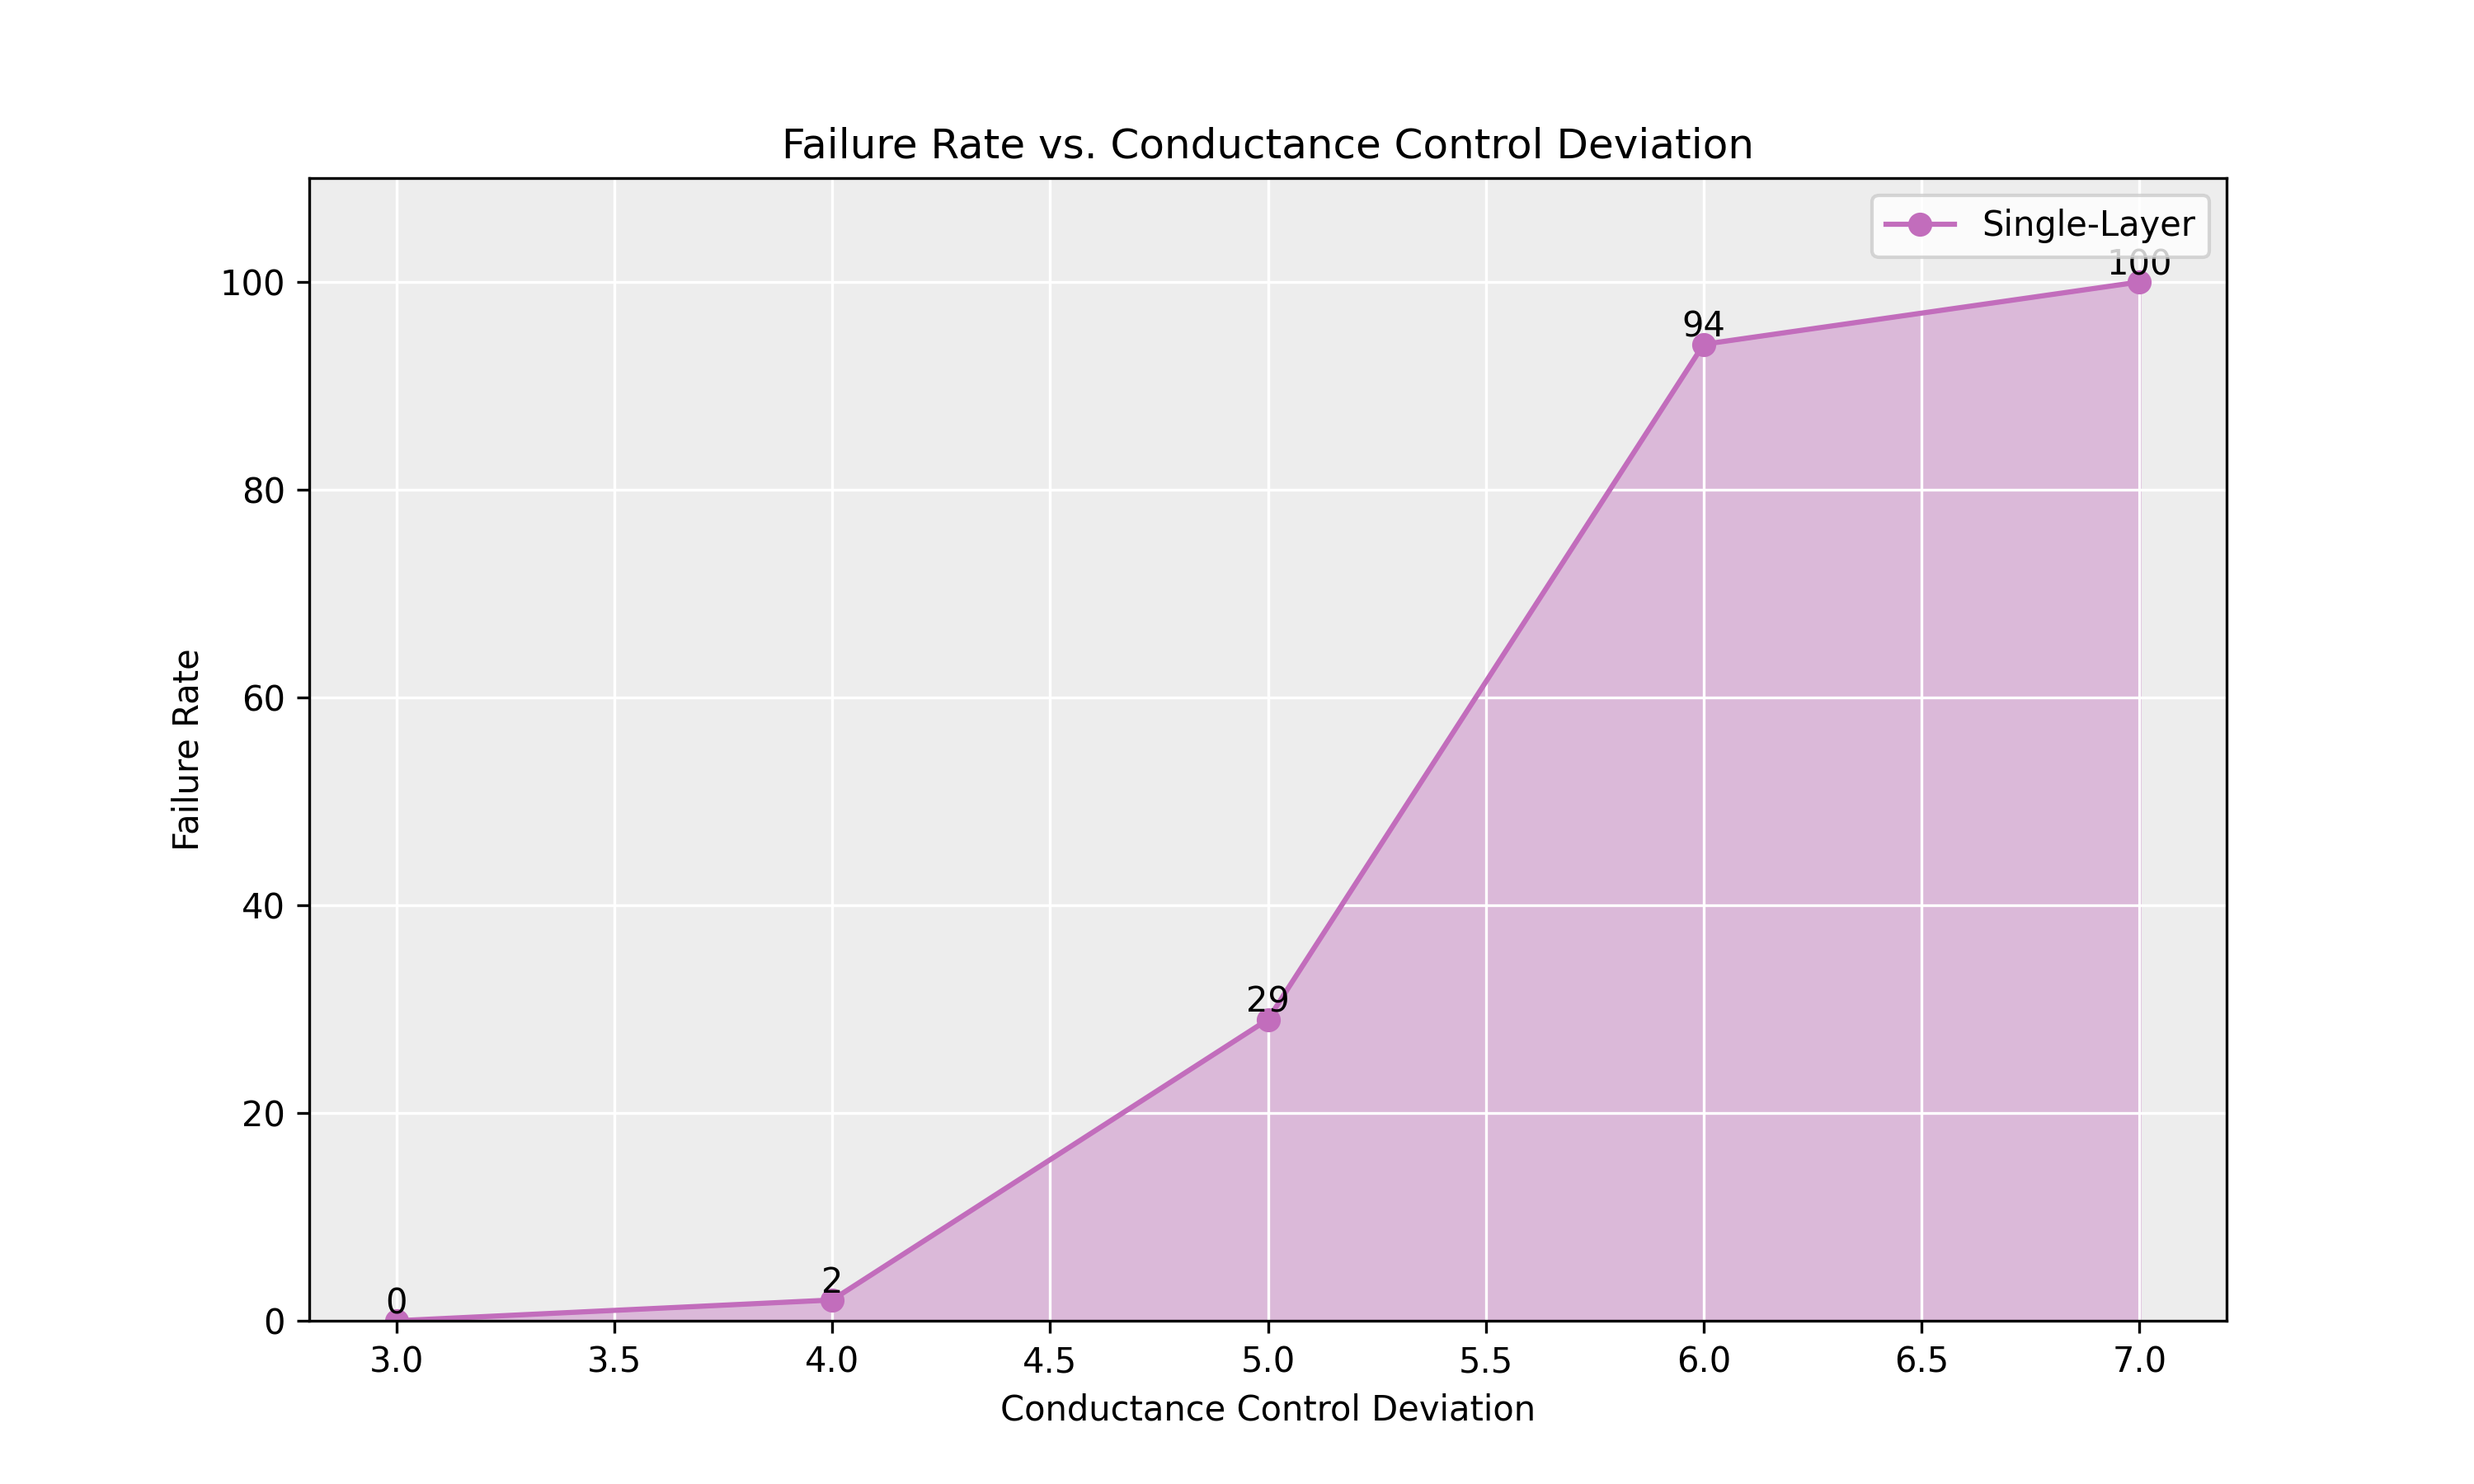 Failure Rate vs. Conductance Control Deviation
Single-Layer
100
94
29
2
0
Failure Rate
100
80
60
40
20
0
3.0 3.5 4.0 4.5 5.0 5.5 6.0 6.5 7.0
Conductance Control Deviation